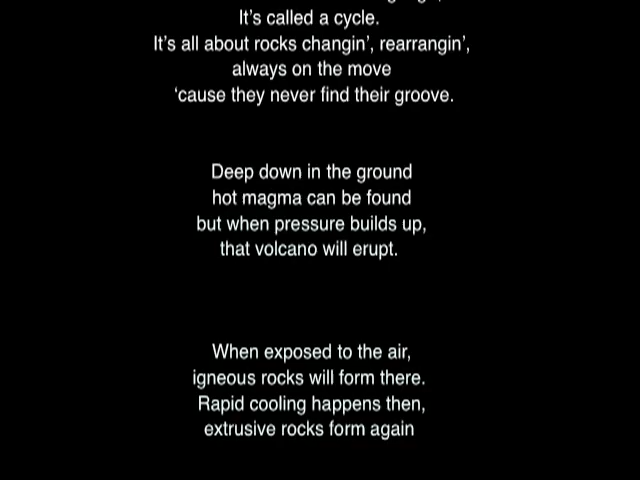 It's called a cycle.
It's all about rocks changin’, rearrangin’,
always on the move
‘cause they never find their groove.
Deep down in the ground
hot magma can be found
but when pressure builds up,
that volcano will erupt.
When exposed to the air,
igneous rocks will form there.
Rapid cooling happens then,
extrusive rocks form again